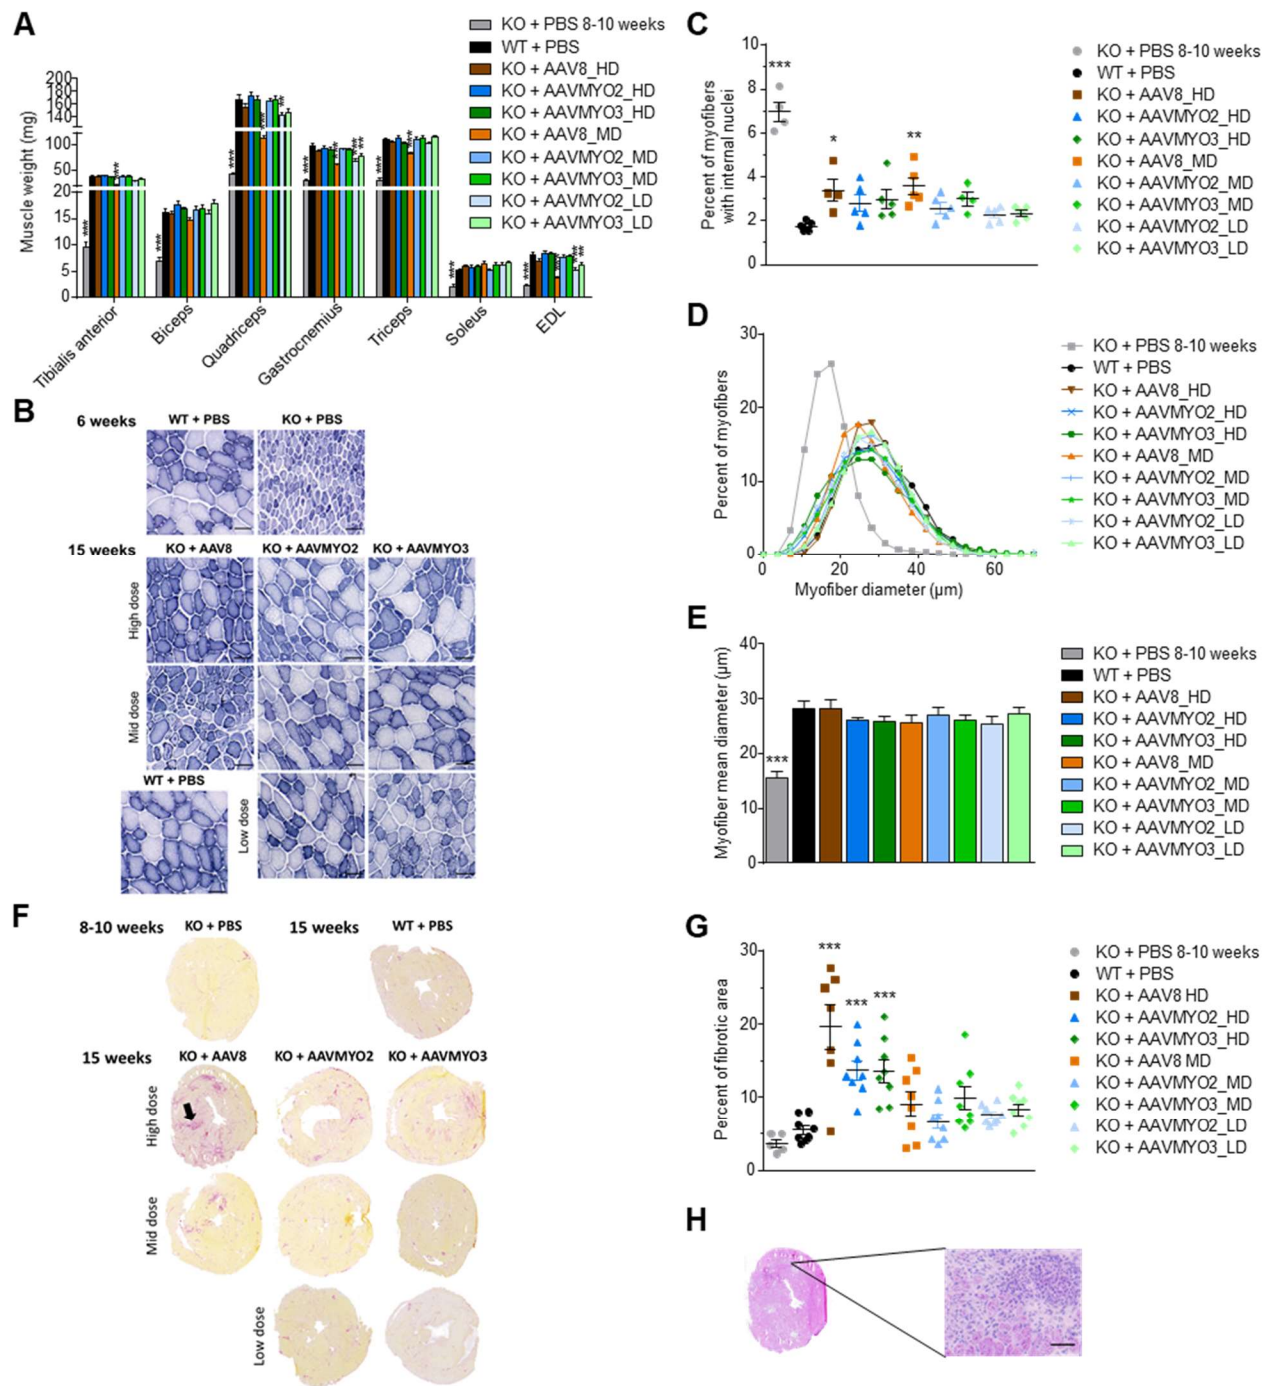 A
KO + PBS 8-10 weeks
WT + PBS
KO + AAV8_HD
KO + AAVMYO2_HD
KO + AAVMYO3_HD
KO + AAV8_MD
KO + AAVMYO2_MD
KO + AAVMYO3_MD
KO + AAVMYO2_LD
KO + AAVMYO3_LD
Muscle weight (mg)
200
180
160
140
100
50
20
15
10
5
0
Tibialis anterior
Biceps
Quadriceps
Gastrocnemius
Triceps
Soleus
EDL
B
6 weeks
WT + PBS
KO + PBS
15 weeks
KO + AAV8
KO + AAVMYO2
KO + AAVMYO3
High dose
Mid dose
WT + PBS
Low dose
C
Percent of myofibers
with internal nuclei
10
8
6
4
2
0
***
*
**
KO + PBS 8-10 weeks
WT + PBS
KO + AAV8_HD
KO + AAVMYO2_HD
KO + AAVMYO3_HD
KO + AAV8_MD
KO + AAVMYO2_MD
KO + AAVMYO3_MD
KO + AAVMYO2_LD
KO + AAVMYO3_LD
D
Percent of myofibers
30
20
10
0
0
20
40
60
Myofiber diameter (µm)
KO + PBS 8-10 weeks
WT + PBS
KO + AAV8_HD
KO + AAVMYO2_HD
KO + AAVMYO3_HD
KO + AAV8_MD
KO + AAVMYO2_MD
KO + AAVMYO3_MD
KO + AAVMYO2_LD
KO + AAVMYO3_LD
E
Myofiber mean diameter (µm)
40
30
20
10
0
***
KO + PBS 8-10 weeks
WT + PBS
KO + AAV8_HD
KO + AAVMYO2_HD
KO + AAVMYO3_HD
KO + AAV8_MD
KO + AAVMYO2_MD
KO + AAVMYO3_MD
KO + AAVMYO2_LD
KO + AAVMYO3_LD
F
8-10 weeks
KO + PBS
15 weeks
WT + PBS
15 weeks
KO + AAV8
KO + AAVMYO2
KO + AAVMYO3
High dose
Mid dose
Low dose
G
Percent of fibrotic area
30
20
10
0
***
***
***
KO + PBS 8-10 weeks
WT + PBS
KO + AAV8 HD
KO + AAVMYO2_HD
KO + AAVMYO3_HD
KO + AAV8 MD
KO + AAVMYO2_MD
KO + AAVMYO3_MD
KO + AAVMYO2_LD
KO + AAVMYO3_LD
H